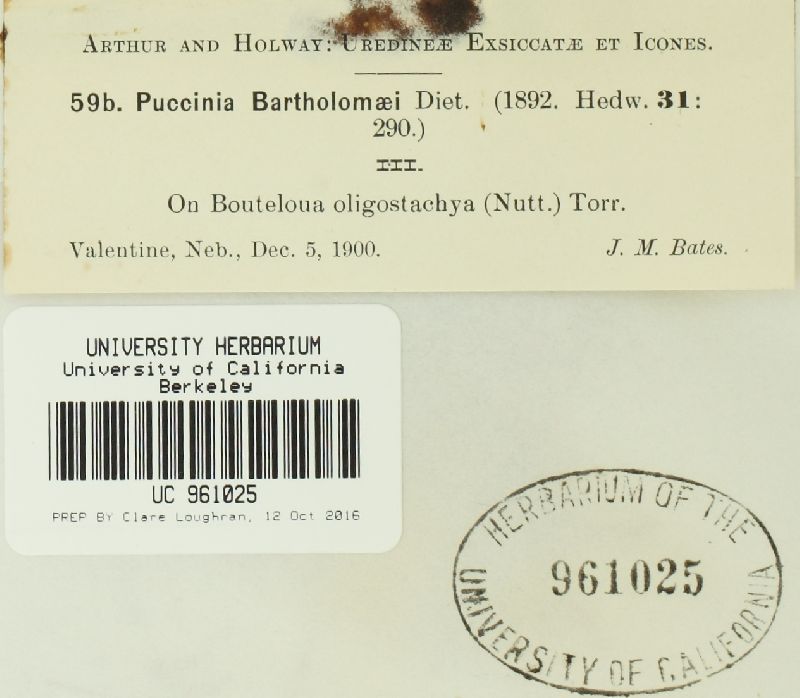 Arthur and Holway: Uredineæ Exsiccatæ et Icones.
59b. Puccinia Bartholomæi Diet. (1892. Hedw. 31:
290.)
III.
On Bouteloua oligostachya (Nutt.) Torr.
Valentine, Neb., Dec. 5, 1900. J. M. Bates.
UNIVERSITY HERBARIUM
University of California
Berkeley
UC 961025
PREP BY Clare Loughran, 12 Oct 2016
HERBARIUM OF THE
961025
UNIVERSITY OF CALIFORNIA